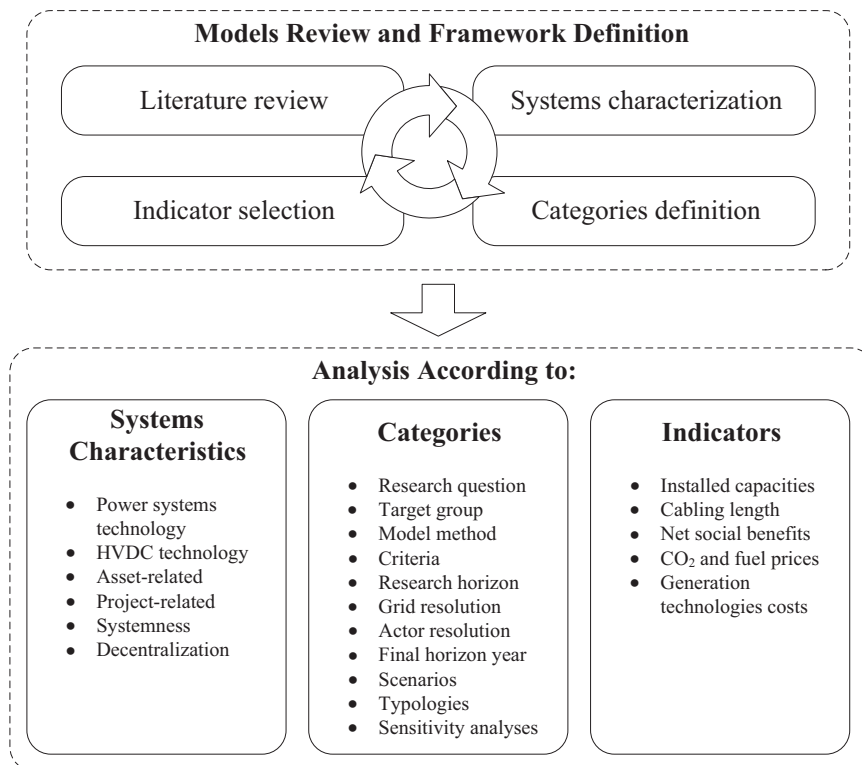 Models Review and Framework Definition
Literature review
Systems characterization
Indicator selection
Categories definition
Analysis According to:
Systems
Characteristics
● Power systems
technology
● HVDC technology
● Asset-related
● Project-related
● Systemness
● Decentralization
Categories
● Research question
● Target group
● Model method
● Criteria
● Research horizon
● Grid resolution
● Actor resolution
● Final horizon year
● Scenarios
● Typologies
● Sensitivity analyses
Indicators
● Installed capacities
● Cabling length
● Net social benefits
● CO₂ and fuel prices
● Generation
technologies costs